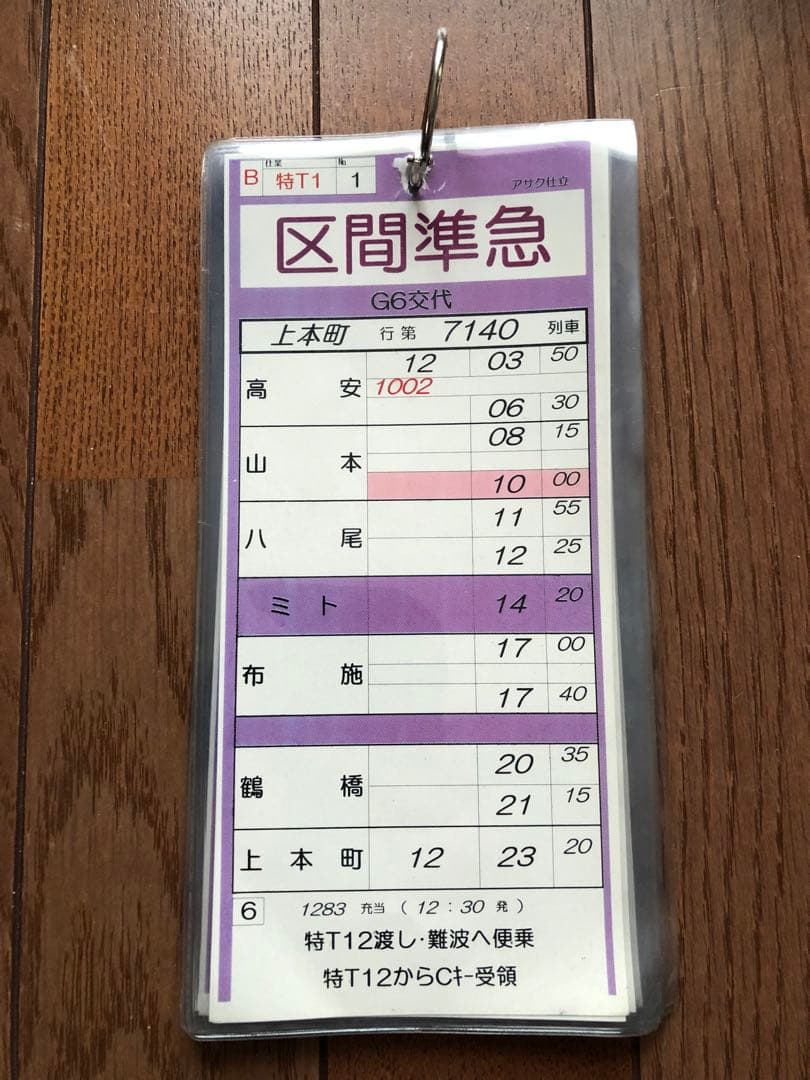 仕業 No
B 特T1 1
アサク仕立
区間準急
G6交代
上本町 行第 7140 列車
高安 12 03 50
1002
06 30
山本 08 15
10 00
八尾 11 55
12 25
ミト 14 20
布施 17 00
17 40
鶴橋 20 35
21 15
上本町 12 23 20
6 1283 充当 (12:30発)
特T12渡し・難波へ便乗
特T12からCキー受領